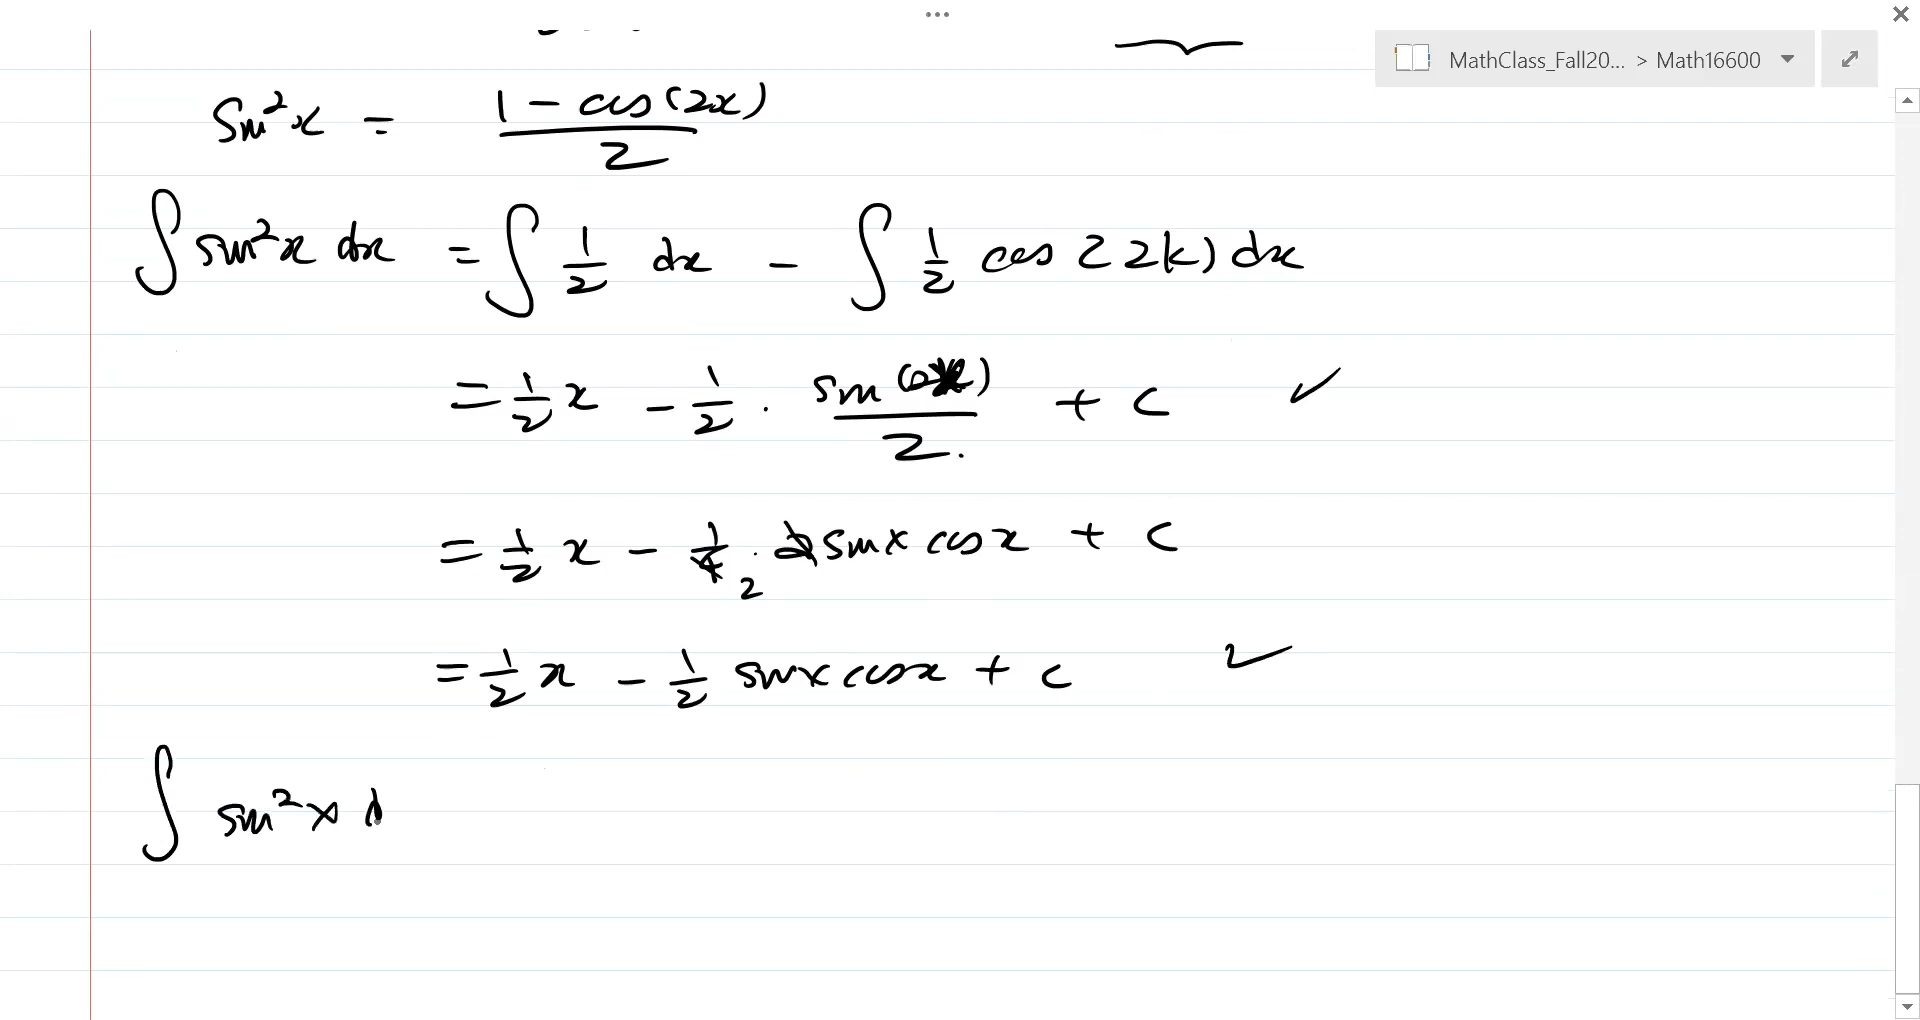 MathClass_Fall20... > Math16600
sin²x = (1 - cos(2x))/2
∫ sin²x dx = ∫ 1/2 dx - ∫ 1/2 cos(2x) dx
= 1/2 x - 1/2 · sin( )/2 + c ✓
= 1/2 x - 1/4 2 · 2 sinx cosx + c
= 1/2 x - 1/2 sinx cosx + c ✓
∫ sin²x d